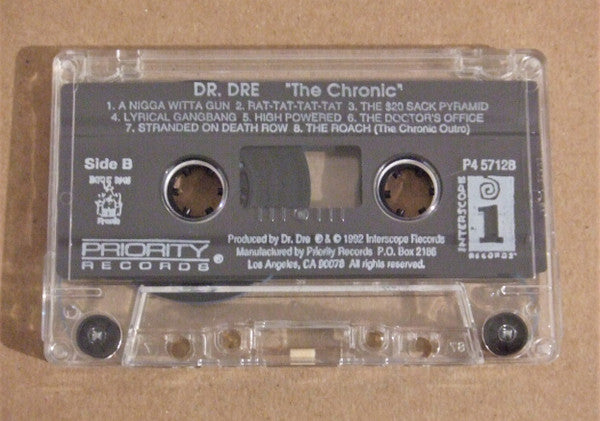 DR. DRE "The Chronic"
1. A NIGGA WITTA GUN 2. RAT-TAT-TAT-TAT 3. THE $20 SACK PYRAMID
4. LYRICAL GANGBANG 5. HIGH POWERED 6. THE DOCTOR'S OFFICE
7. STRANDED ON DEATH ROW 8. THE ROACH (The Chronic Outro)
Side B
P4 57128
PRIORITY
RECORDS®
INTERSCOPE
RECORDS
Produced by Dr. Dre ℗ & © 1992 Interscope Records
Manufactured by Priority Records P.O. Box 2186
Los Angeles, CA 90078 All rights reserved.